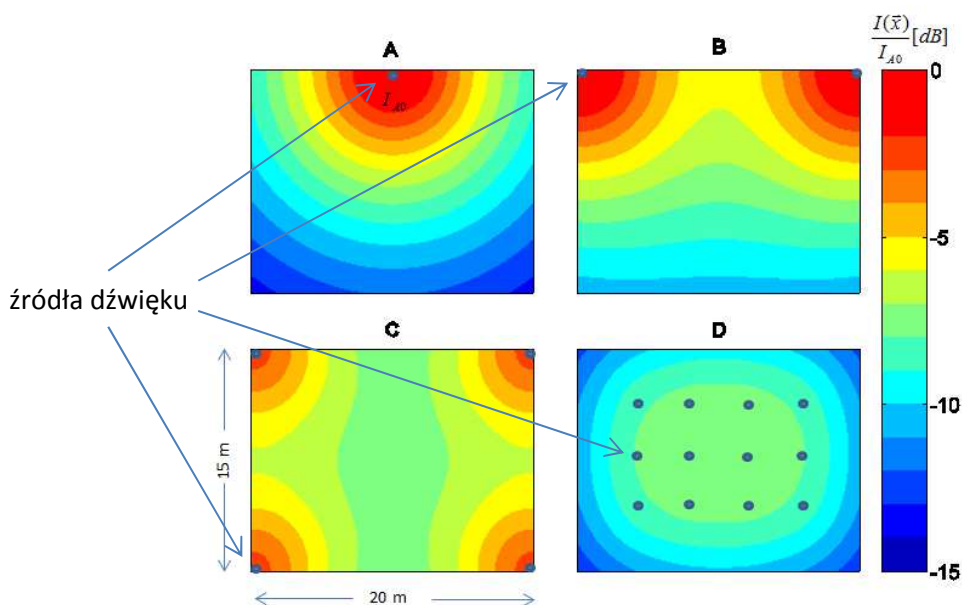 A
B
I(x⃗)/I_A0 [dB]
I_A0
0
-5
źródła dźwięku
C
D
-10
15 m
20 m
-15